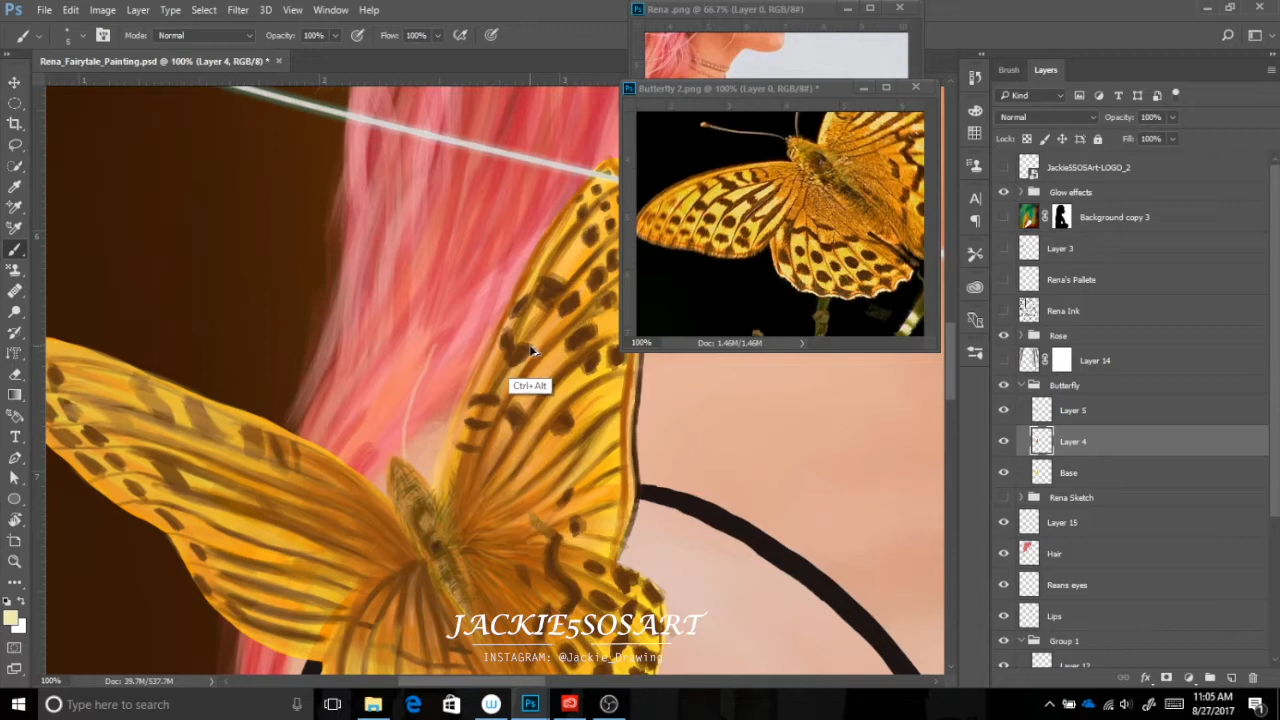 Ps File Edit Image Layer Type Select Filter 3D View Window Help
Rena .png @ 66.7% (Layer 0, RGB/8#)
5 Mode: Normal Opacity: 100% Flow: 100%
Rena_Fairytale_Painting.psd @ 100% (Layer 4, RGB/8) * ×
Butterfly 2.png @ 100% (Layer 0, RGB/8#) *
100% Doc: 1.46M/1.46M
Ctrl+Alt
Brush Layers
Kind
Normal Opacity: 100%
Lock: Fill: 100%
Jackie5SOSArt-LOGO_2
Glow effects
Background copy 3
Layer 3
Rena's Pallete
Rena Ink
Rose
Layer 14
Butterfly
Layer 5
Layer 4
Base
Rena Sketch
Layer 15
Hair
Reans eyes
Lips
Group 1
Layer 12
JACKIE5SOSART
INSTAGRAM: @Jackie_Drawing
100% Doc: 39.7M/537.7M
Type here to search
11:05 AM
8/27/2017